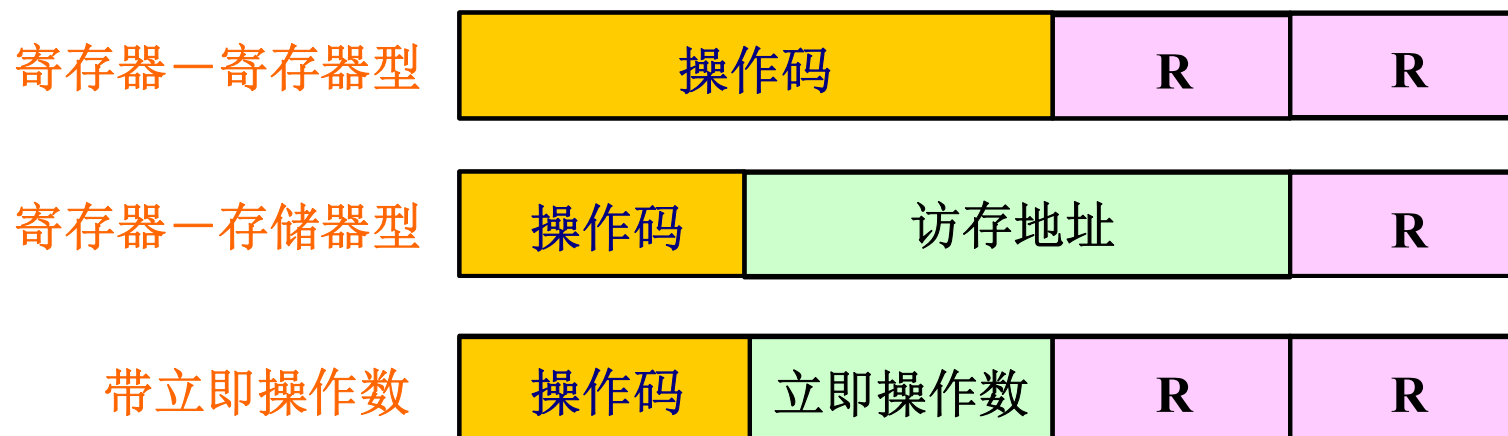 寄存器－寄存器型 操作码 R R
寄存器－存储器型 操作码 访存地址 R
带立即操作数 操作码 立即操作数 R R